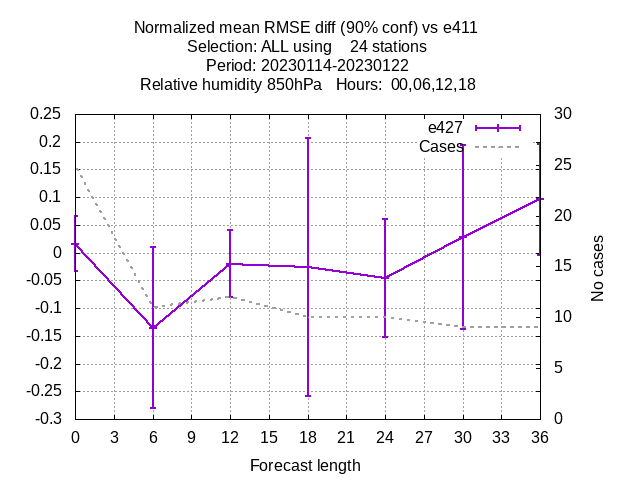 Normalized mean RMSE diff (90% conf) vs e411
Selection: ALL using    24 stations
Period: 20230114-20230122
Relative humidity 850hPa   Hours:  00,06,12,18
0.25
0.2
0.15
0.1
0.05
0
-0.05
-0.1
-0.15
-0.2
-0.25
-0.3
e427
Cases
30
25
20
15
10
5
0
No cases
0 3 6 9 12 15 18 21 24 27 30 33 36
Forecast length